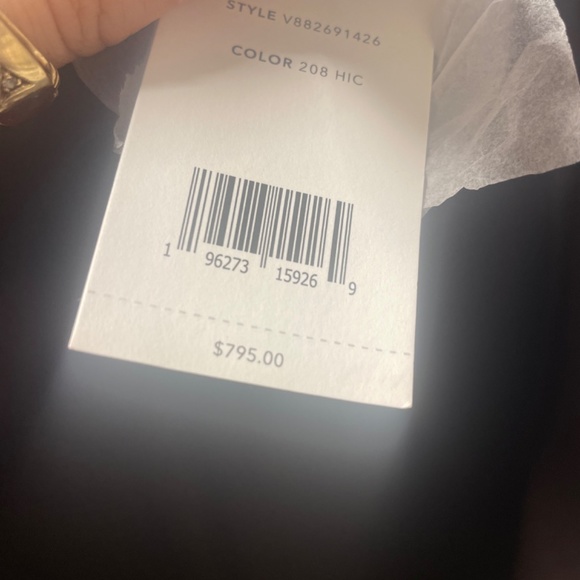 STYLE V882691426
COLOR 208 HIC
1 96273 15926 9
$795.00